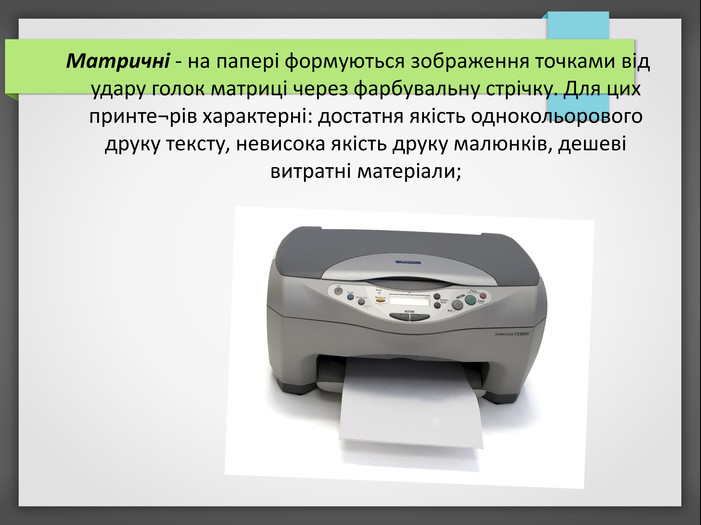 Матричні - на папері формуються зображення точками від
удару голок матриці через фарбувальну стрічку. Для цих
принте¬рів характерні: достатня якість однокольорового
друку тексту, невисока якість друку малюнків, дешеві
витратні матеріали;